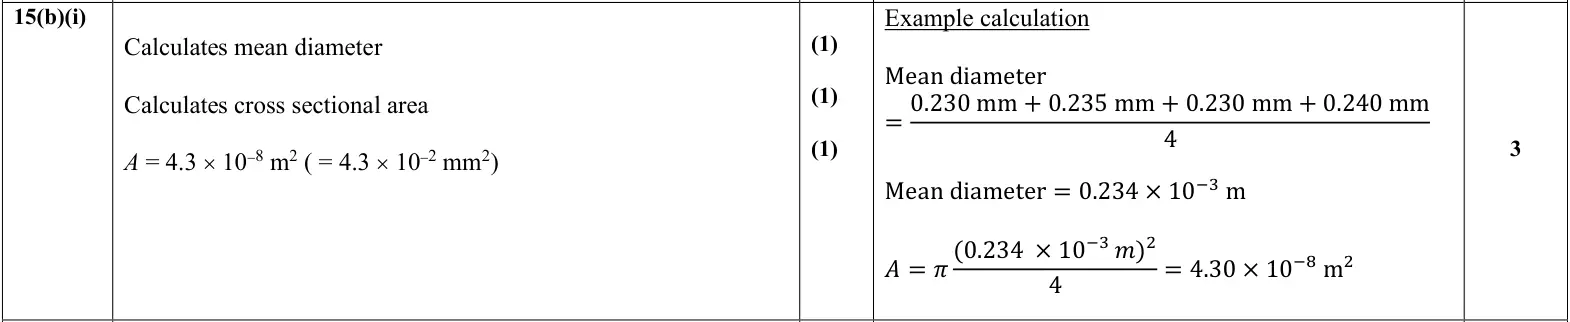 15(b)(i)
Calculates mean diameter (1)
Calculates cross sectional area (1)
A = 4.3 × 10⁻⁸ m² ( = 4.3 × 10⁻² mm²) (1)
Example calculation
Mean diameter
= (0.230 mm + 0.235 mm + 0.230 mm + 0.240 mm) / 4
Mean diameter = 0.234 × 10⁻³ m
A = π (0.234 × 10⁻³ m)² / 4 = 4.30 × 10⁻⁸ m²
3